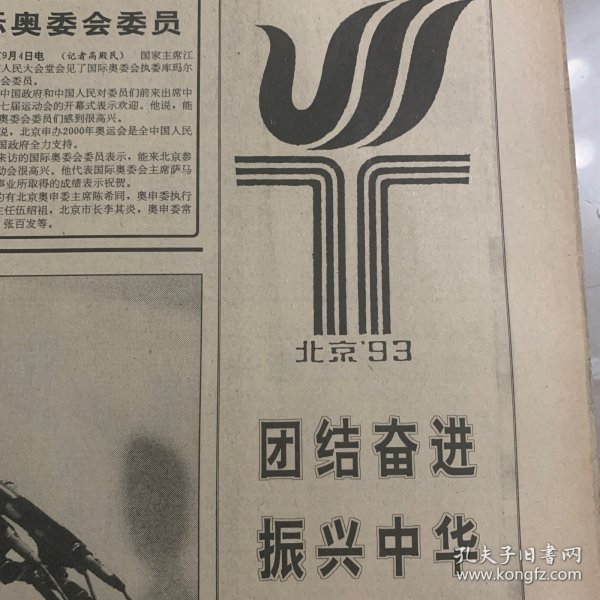 际奥委会委员
9月4日电 （记者高殿民） 国家主席江
人民大会堂会见了国际奥委会执委库玛尔
会委员。
中国政府和中国人民对委员们前来出席中
七届运动会的开幕式表示欢迎。他说，能
奥委会委员们感到很高兴。
说，北京申办2000年奥运会是全中国人民
国政府全力支持。
来访的国际奥委会委员表示，能来北京参
动会很高兴。他代表国际奥委会主席萨马
事业所取得的成绩表示祝贺。
的有北京奥申委主席陈希同，奥申委执行
主任伍绍祖，北京市长李其炎，奥申委常
张百发等。
北京'93
团结奋进
振兴中华
孔夫子旧书网
www.kongfz.com